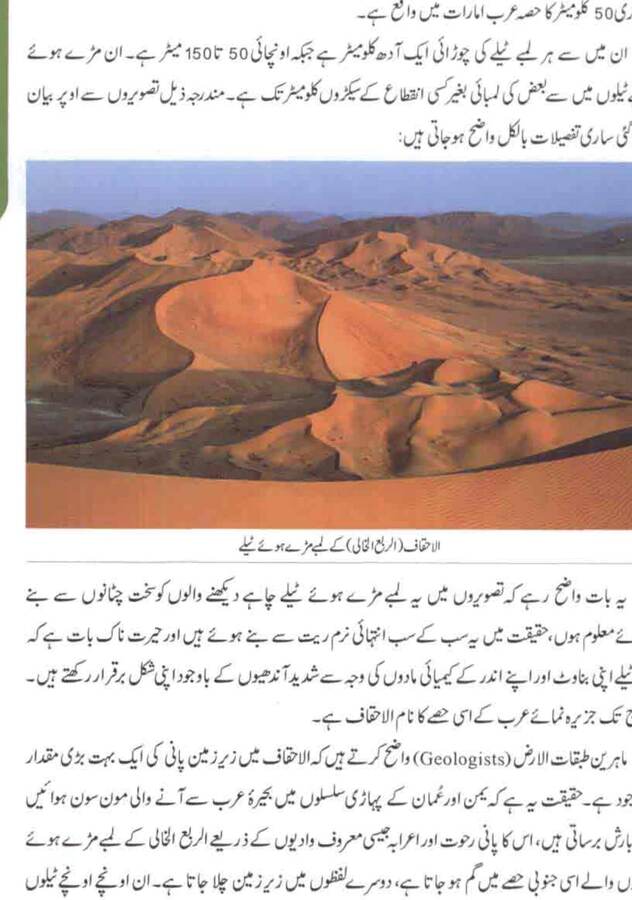 ری 50 کلومیٹر کا حصہ عرب امارات میں واقع ہے۔
ان میں سے ہر لمبے ٹیلے کی چوڑائی ایک آدھ کلومیٹر ہے جبکہ اونچائی 50 تا 150 میٹر ہے۔ ان مڑے ہوئے
ٹیلوں میں سے بعض کی لمبائی بغیر کسی انقطاع کے سیکڑوں کلومیٹر تک ہے۔ مندرجہ ذیل تصویروں سے اوپر بیان
گئی ساری تفصیلات بالکل واضح ہوجاتی ہیں:
الاحقاف (الربع الخالی) کے لمبے مڑے ہوئے ٹیلے
یہ بات واضح رہے کہ تصویروں میں یہ لمبے مڑے ہوئے ٹیلے چاہے دیکھنے والوں کو سخت چٹانوں سے بنے
ئے معلوم ہوں، حقیقت میں یہ سب کے سب انتہائی نرم ریت سے بنے ہوئے ہیں اور حیرت ناک بات ہے کہ
ٹیلے اپنی بناوٹ اور اپنے اندر کے کیمیائی مادوں کی وجہ سے شدید آندھیوں کے باوجود اپنی شکل برقرار رکھتے ہیں۔
ج تک جزیرہ نمائے عرب کے اسی حصے کا نام الاحقاف ہے۔
ماہرین طبقات الارض (Geologists) واضح کرتے ہیں کہ الاحقاف میں زیر زمین پانی کی ایک بہت بڑی مقدار
جود ہے۔ حقیقت یہ ہے کہ یمن اور عُمان کے پہاڑی سلسلوں میں بحیرۂ عرب سے آنے والی مون سون ہوائیں
بارش برساتی ہیں، اس کا پانی رحوت اور اعرابہ جیسی معروف وادیوں کے ذریعے الربع الخالی کے لمبے مڑے ہوئے
ں والے اسی جنوبی حصے میں گم ہو جاتا ہے، دوسرے لفظوں میں زیر زمین چلا جاتا ہے۔ ان اونچے اونچے ٹیلوں